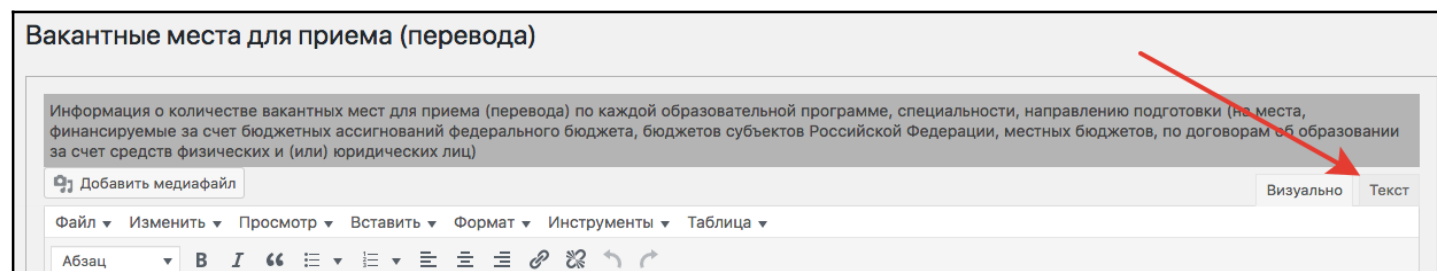 Вакантные места для приема (перевода)
Информация о количестве вакантных мест для приема (перевода) по каждой образовательной программе, специальности, направлению подготовки (на места,
финансируемые за счет бюджетных ассигнований федерального бюджета, бюджетов субъектов Российской Федерации, местных бюджетов, по договорам об образовании
за счет средств физических и (или) юридических лиц)
Добавить медиафайл
Визуально Текст
Файл Изменить Просмотр Вставить Формат Инструменты Таблица
Абзац B I